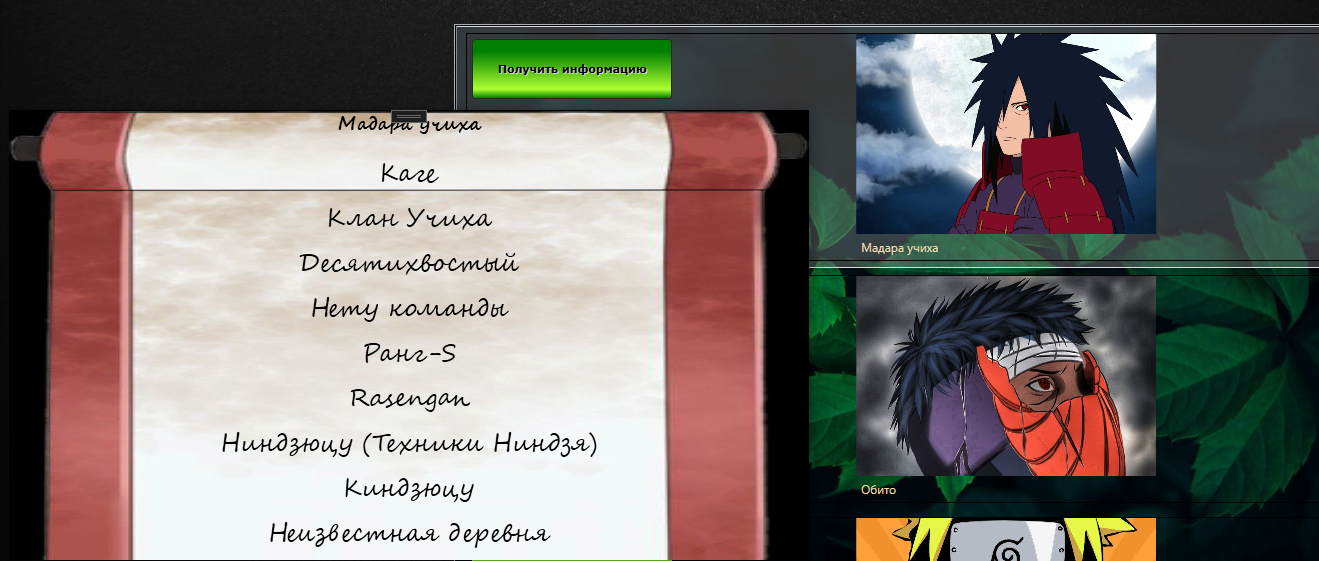 Получить информацию
Мадара учиха
Каге
Клан Учиха
Десятихвостый
Нету команды
Ранг-S
Rasengan
Ниндзюцу (Техники Ниндзя)
Киндзюцу
Неизвестная деревня
Мадара учиха
Обито